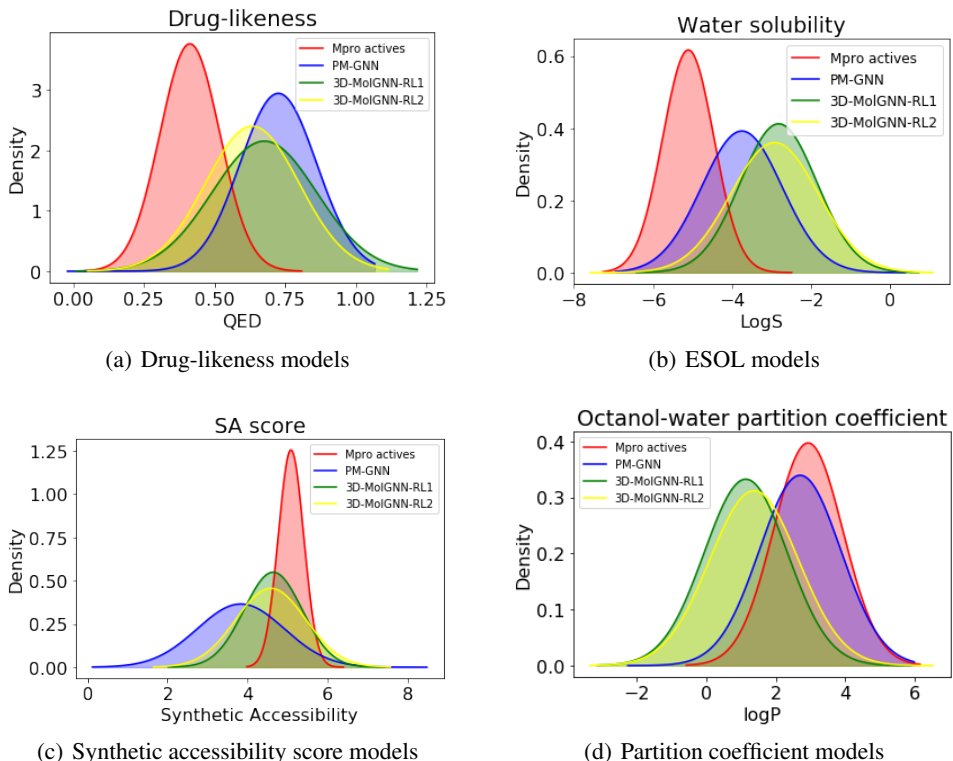 Drug-likeness
Mpro actives
PM-GNN
3D-MolGNN-RL1
3D-MolGNN-RL2
Density
3
2
1
0
0.00 0.25 0.50 0.75 1.00 1.25
QED
(a) Drug-likeness models
Water solubility
Mpro actives
PM-GNN
3D-MolGNN-RL1
3D-MolGNN-RL2
Density
0.6
0.4
0.2
0.0
−8 −6 −4 −2 0
LogS
(b) ESOL models
SA score
Mpro actives
PM-GNN
3D-MolGNN-RL1
3D-MolGNN-RL2
Density
1.25
1.00
0.75
0.50
0.25
0.00
0 2 4 6 8
Synthetic Accessibility
(c) Synthetic accessibility score models
Octanol-water partition coefficient
Mpro actives
PM-GNN
3D-MolGNN-RL1
3D-MolGNN-RL2
Density
0.4
0.3
0.2
0.1
0.0
−2 0 2 4 6
logP
(d) Partition coefficient models